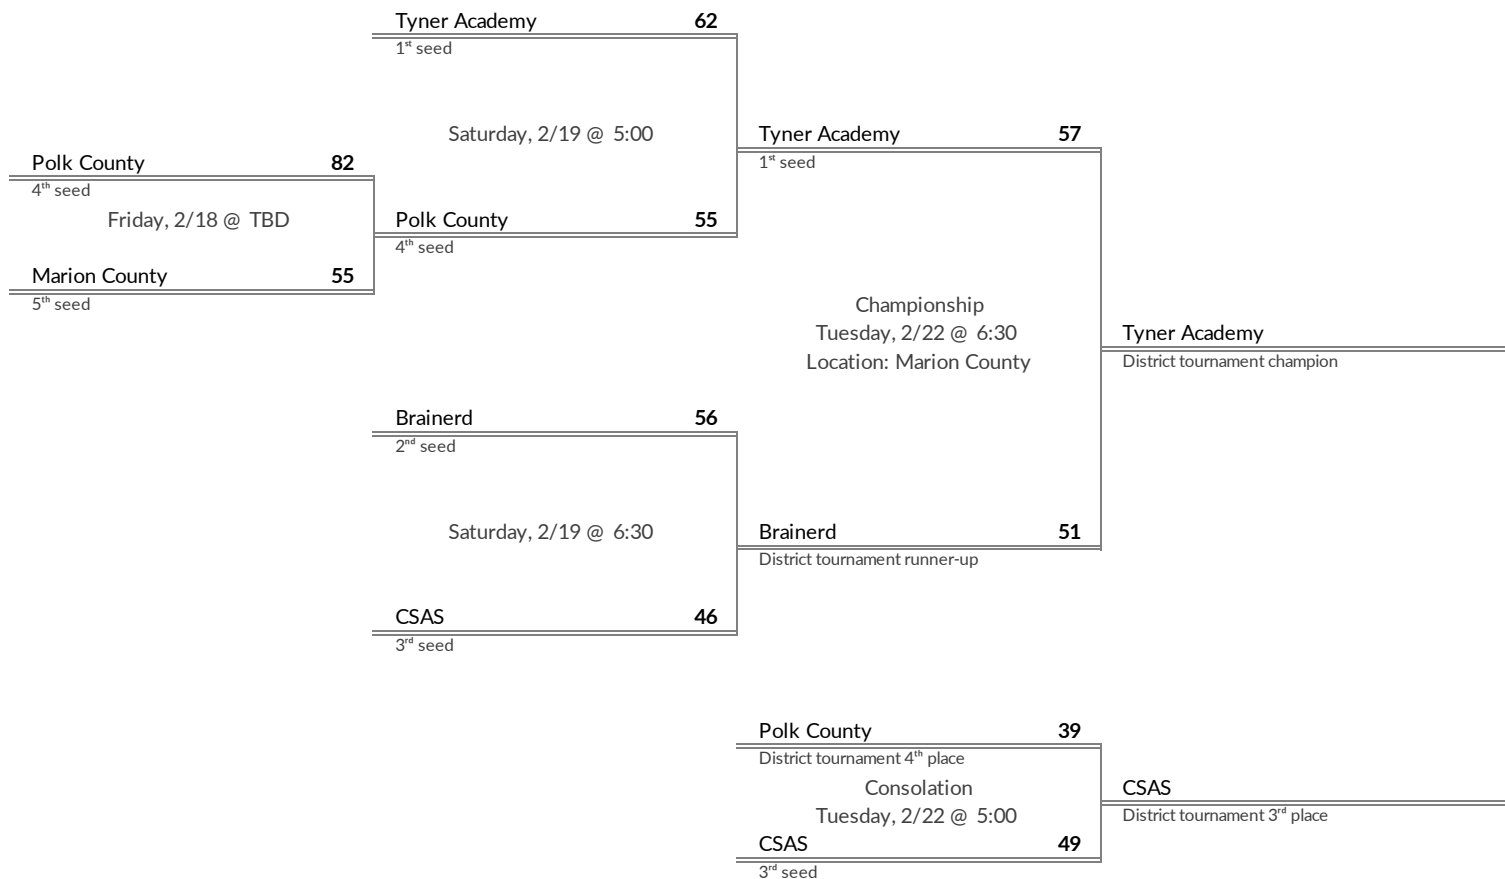 Tyner Academy 62
1st seed
Saturday, 2/19 @ 5:00
Tyner Academy 57
1st seed
Polk County 82
4th seed
Friday, 2/18 @ TBD
Polk County 55
4th seed
Marion County 55
5th seed
Championship
Tuesday, 2/22 @ 6:30
Location: Marion County
Tyner Academy
District tournament champion
Brainerd 56
2nd seed
Saturday, 2/19 @ 6:30
Brainerd 51
District tournament runner-up
CSAS 46
3rd seed
Polk County 39
District tournament 4th place
Consolation
Tuesday, 2/22 @ 5:00
CSAS
District tournament 3rd place
CSAS 49
3rd seed